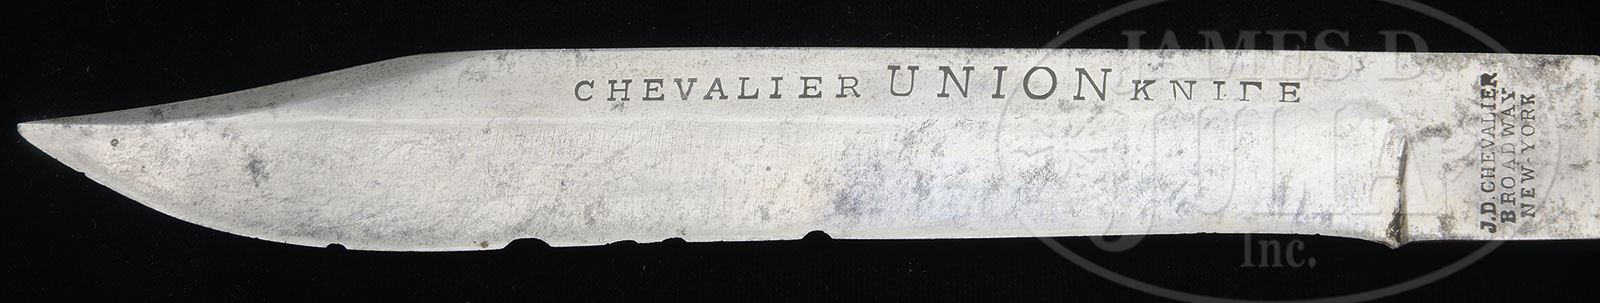 CHEVALIER UNION KNIFE
J.D. CHEVALIER
BROADWAY
NEW-YORK
JAMES D.
JULIA
Inc.